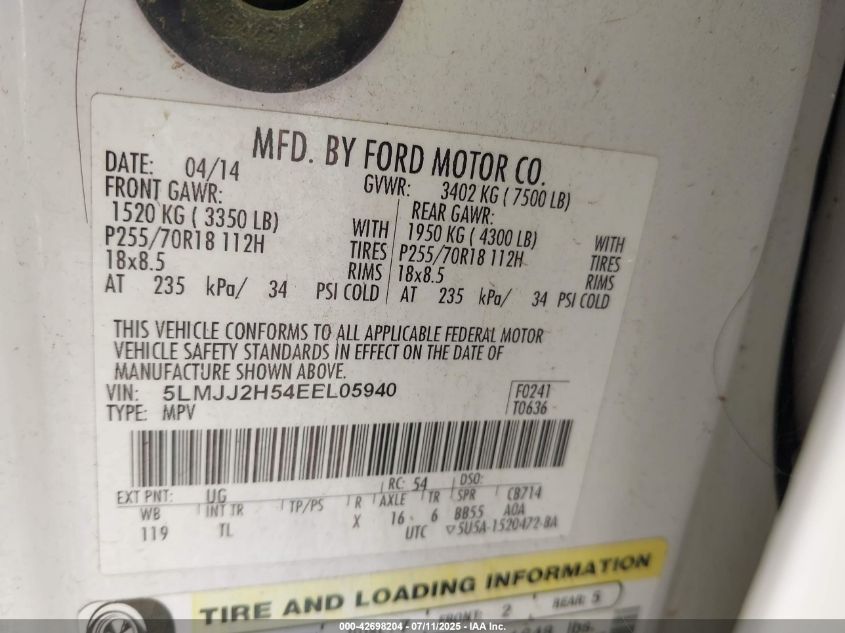 MFD. BY FORD MOTOR CO.
DATE: 04/14
GVWR: 3402 KG ( 7500 LB)
FRONT GAWR:
1520 KG ( 3350 LB)
WITH
P255/70R18 112H
TIRES
18x8.5
RIMS
AT 235 kPa/ 34 PSI COLD
REAR GAWR:
1950 KG ( 4300 LB)
WITH
P255/70R18 112H
TIRES
18x8.5
RIMS
AT 235 kPa/ 34 PSI COLD
THIS VEHICLE CONFORMS TO ALL APPLICABLE FEDERAL MOTOR
VEHICLE SAFETY STANDARDS IN EFFECT ON THE DATE OF
MANUFACTURE SHOWN ABOVE.
VIN: 5LMJJ2H54EEL05940
F0241
TYPE: MPV
T0636
EXT PNT: UG RC: 54 DSO:
WB INT TR TP/PS R AXLE TR SPR CB714
119 TL X 16 6 BB55 AOA
UTC ▽5U5A-1520472-BA
TIRE AND LOADING INFORMATION
FRONT: 2 REAR: 5
000-42698204 - 07/11/2025 - IAA Inc.